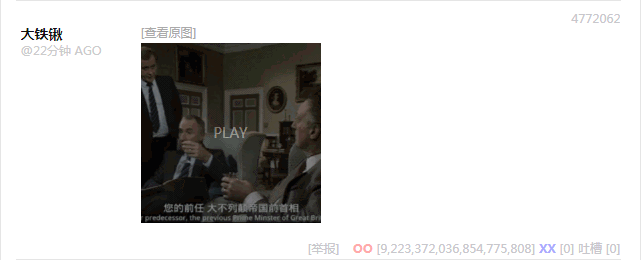 4772062
大铁锹
@22分钟 AGO
[查看原图]
PLAY
您的前任 大不列颠帝国的首相
r predecessor, the previous Prime Minster of Great Bri
[举报] OO [9,223,372,036,854,775,808] XX [0] 吐槽 [0]